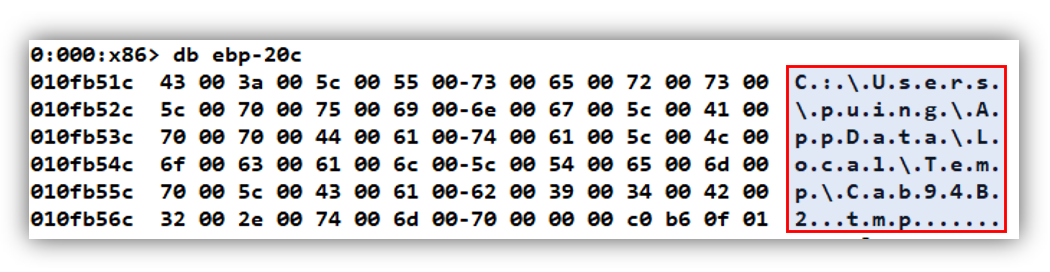 0:000:x86> db ebp-20c
010fb51c  43 00 3a 00 5c 00 55 00-73 00 65 00 72 00 73 00  C.:.\.U.s.e.r.s.
010fb52c  5c 00 70 00 75 00 69 00-6e 00 67 00 5c 00 41 00  \.p.u.i.n.g.\.A.
010fb53c  70 00 70 00 44 00 61 00-74 00 61 00 5c 00 4c 00  p.p.D.a.t.a.\.L.
010fb54c  6f 00 63 00 61 00 6c 00-5c 00 54 00 65 00 6d 00  o.c.a.l.\.T.e.m.
010fb55c  70 00 5c 00 43 00 61 00-62 00 39 00 34 00 42 00  p.\.C.a.b.9.4.B.
010fb56c  32 00 2e 00 74 00 6d 00-70 00 00 00 c0 b6 0f 01  2...t.m.p.......